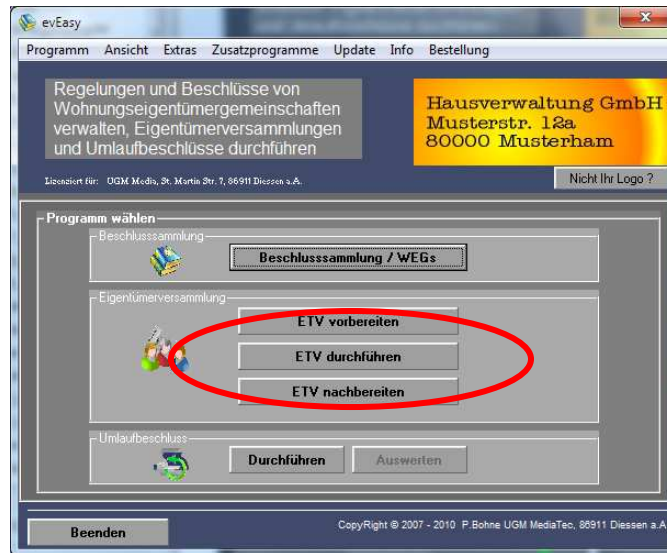 evEasy
Programm Ansicht Extras Zusatzprogramme Update Info Bestellung
Regelungen und Beschlüsse von
Wohnungseigentümergemeinschaften
verwalten, Eigentümerversammlungen
und Umlaufbeschlüsse durchführen
Hausverwaltung GmbH
Musterstr. 12a
80000 Musterham
Lizenziert für: UGM Media, St. Martin Str. 7, 86911 Diessen a.A.
Nicht Ihr Logo ?
Programm wählen
Beschlusssammlung
Beschlusssammlung / WEGs
Eigentümerversammlung
ETV vorbereiten
ETV durchführen
ETV nachbereiten
Umlaufbeschluss
Durchführen Auswerten
Beenden
CopyRight © 2007 - 2010 P.Bohne UGM MediaTec, 86911 Diessen a.A